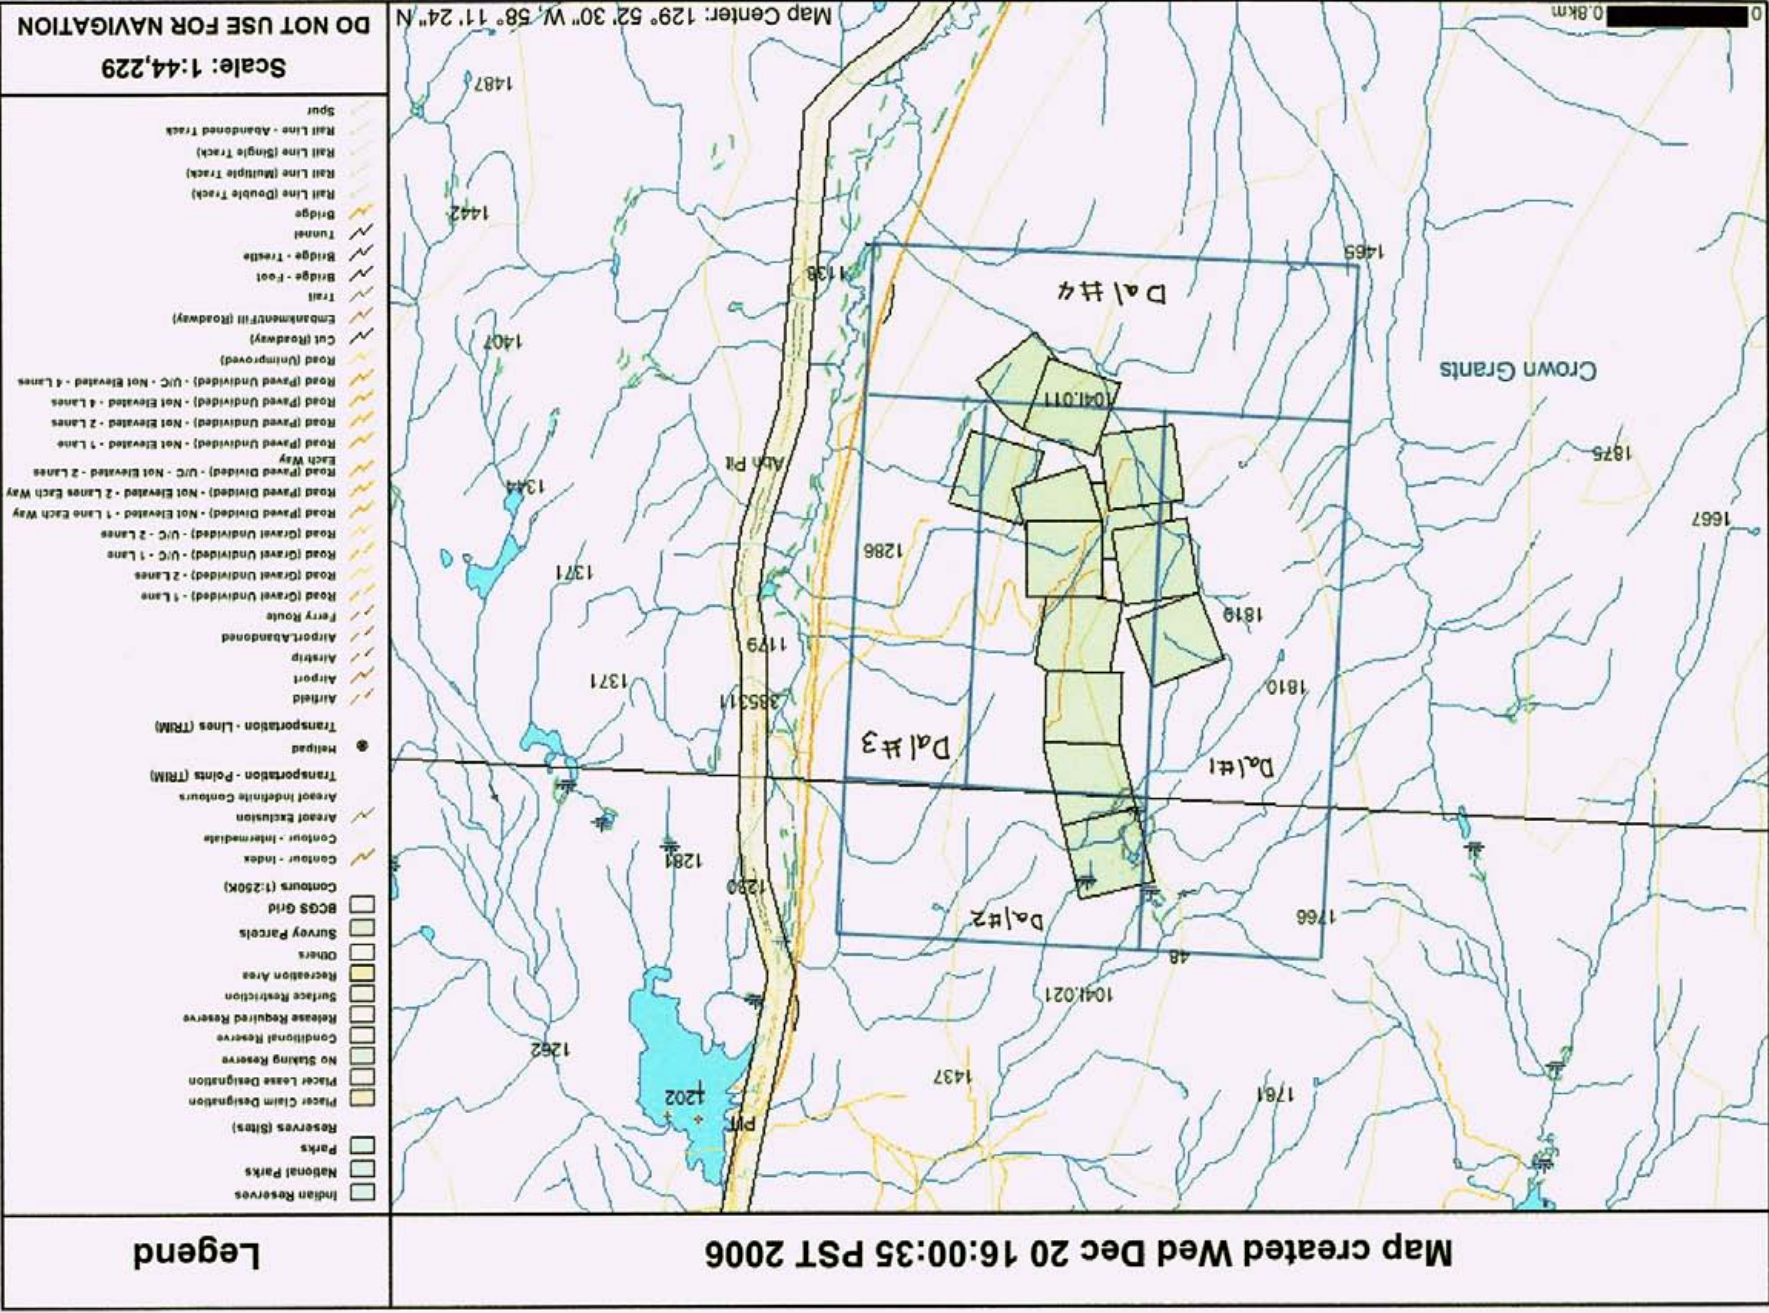 Map created Wed Dec 20 16:00:35 PST 2006
Legend
PIT
1202
1761
1437
1262
104I.021
48
1766
Dal #2
1230
1281
Dal #1
Dal #3
385311
1810
1371
1179
1819
1371
1286
1667
1344
Abn Pit
1875
104I.011
Crown Grants
1407
Dal #4
1138
1465
1442
1487
0
0.8km
Map Center: 129° 52' 30" W, 58° 11' 24" N
Indian Reserves
National Parks
Parks
Reserves (Sites)
Placer Claim Designation
Placer Lease Designation
No Staking Reserve
Conditional Reserve
Release Required Reserve
Surface Restriction
Recreation Area
Others
Survey Parcels
BCGS Grid
Contours (1:250K)
Contour - Index
Contour - Intermediate
Areaof Exclusion
Areaof Indefinite Contours
Transportation - Points (TRIM)
Helipad
Transportation - Lines (TRIM)
Airfield
Airport
Airstrip
Airport.Abandoned
Ferry Route
Road (Gravel Undivided) - 1 Lane
Road (Gravel Undivided) - 2 Lanes
Road (Gravel Undivided) - U/C - 1 Lane
Road (Gravel Undivided) - U/C - 2 Lanes
Road (Paved Divided) - Not Elevated - 1 Lane Each Way
Road (Paved Divided) - Not Elevated - 2 Lanes Each Way
Road (Paved Divided) - U/C - Not Elevated - 2 Lanes
Each Way
Road (Paved Undivided) - Not Elevated - 1 Lane
Road (Paved Undivided) - Not Elevated - 2 Lanes
Road (Paved Undivided) - Not Elevated - 4 Lanes
Road (Paved Undivided) - U/C - Not Elevated - 4 Lanes
Road (Unimproved)
Cut (Roadway)
Embankment/Fill (Roadway)
Trail
Bridge - Foot
Bridge - Trestle
Tunnel
Bridge
Rail Line (Double Track)
Rail Line (Multiple Track)
Rail Line (Single Track)
Rail Line - Abandoned Track
Spur
Scale: 1:44,229
DO NOT USE FOR NAVIGATION